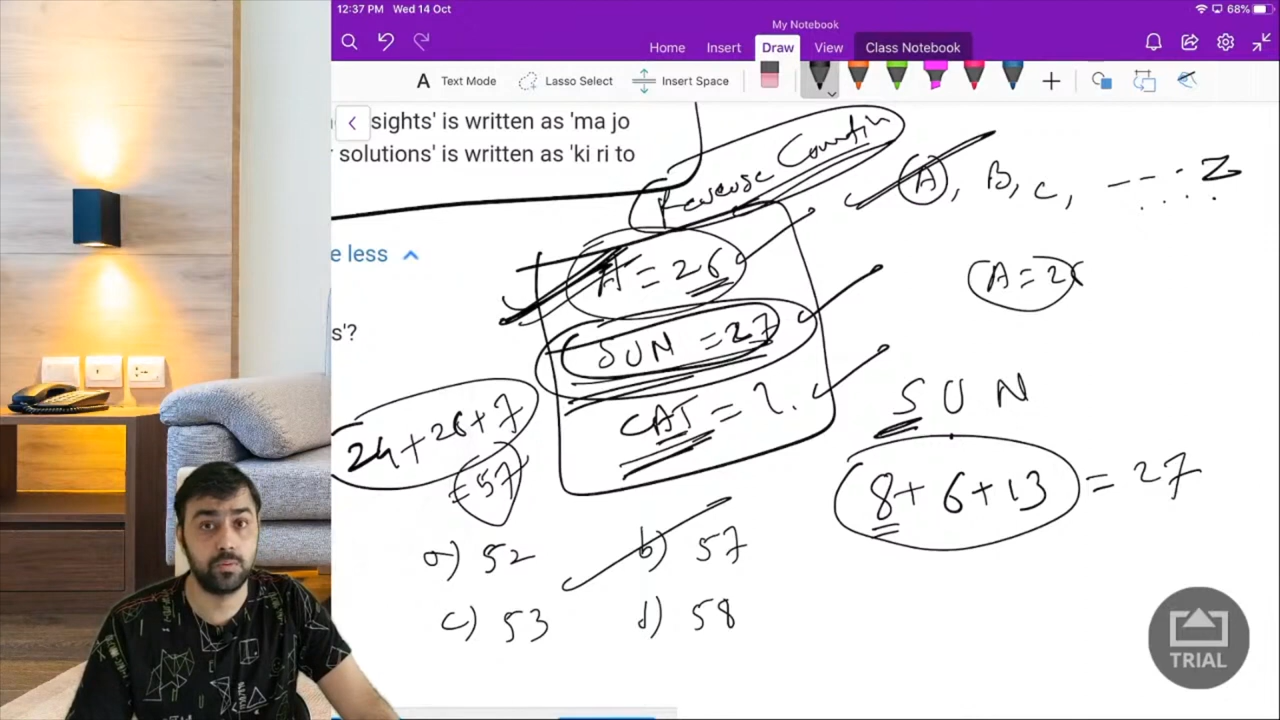 12:37 PM Wed 14 Oct
68%
My Notebook
Home Insert Draw View Class Notebook
A Text Mode Lasso Select Insert Space
sights' is written as 'ma jo
solutions' is written as 'ki ri to
e less
s'?
Reverse Countin
A, B, C, ---- Z
A = 26
A = 26
SUN = 27
CAT = ?
SUN
8+6+13 = 27
24+26+7
= 57
a) 52 b) 57
c) 53 d) 58
TRIAL